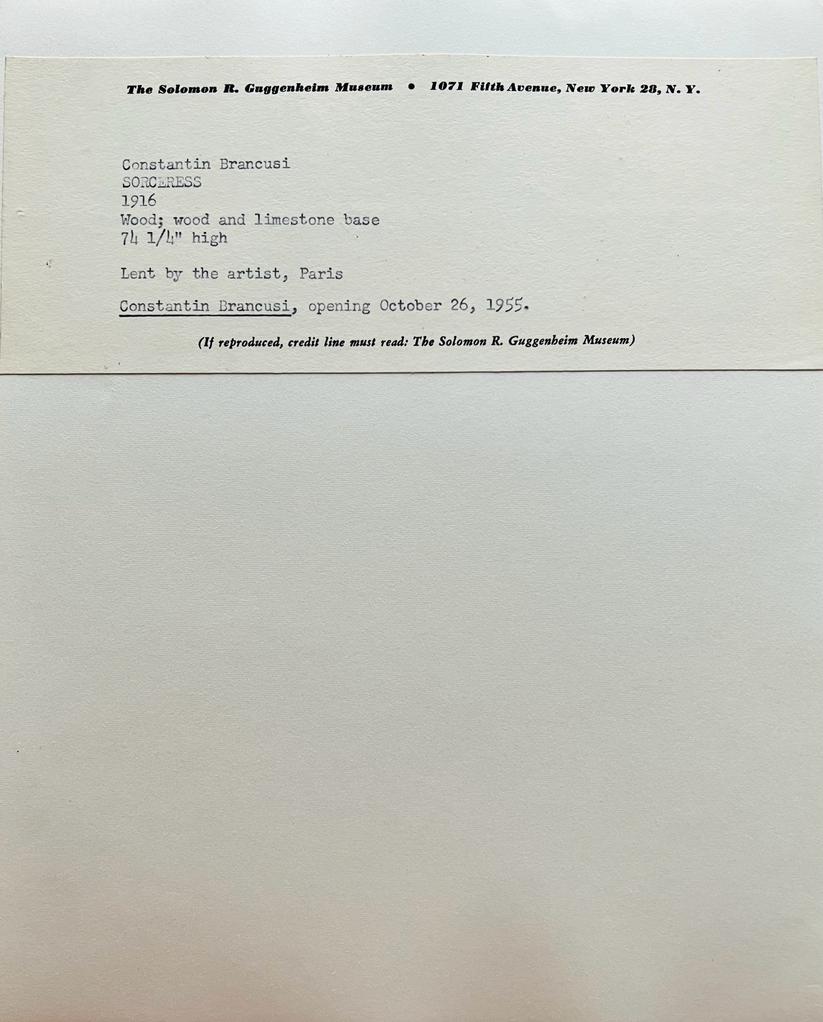 The Solomon R. Guggenheim Museum • 1071 Fifth Avenue, New York 28, N. Y.
Constantin Brancusi
SORCERESS
1916
Wood; wood and limestone base
74 1/4" high
Lent by the artist, Paris
Constantin Brancusi, opening October 26, 1955.
(If reproduced, credit line must read: The Solomon R. Guggenheim Museum)